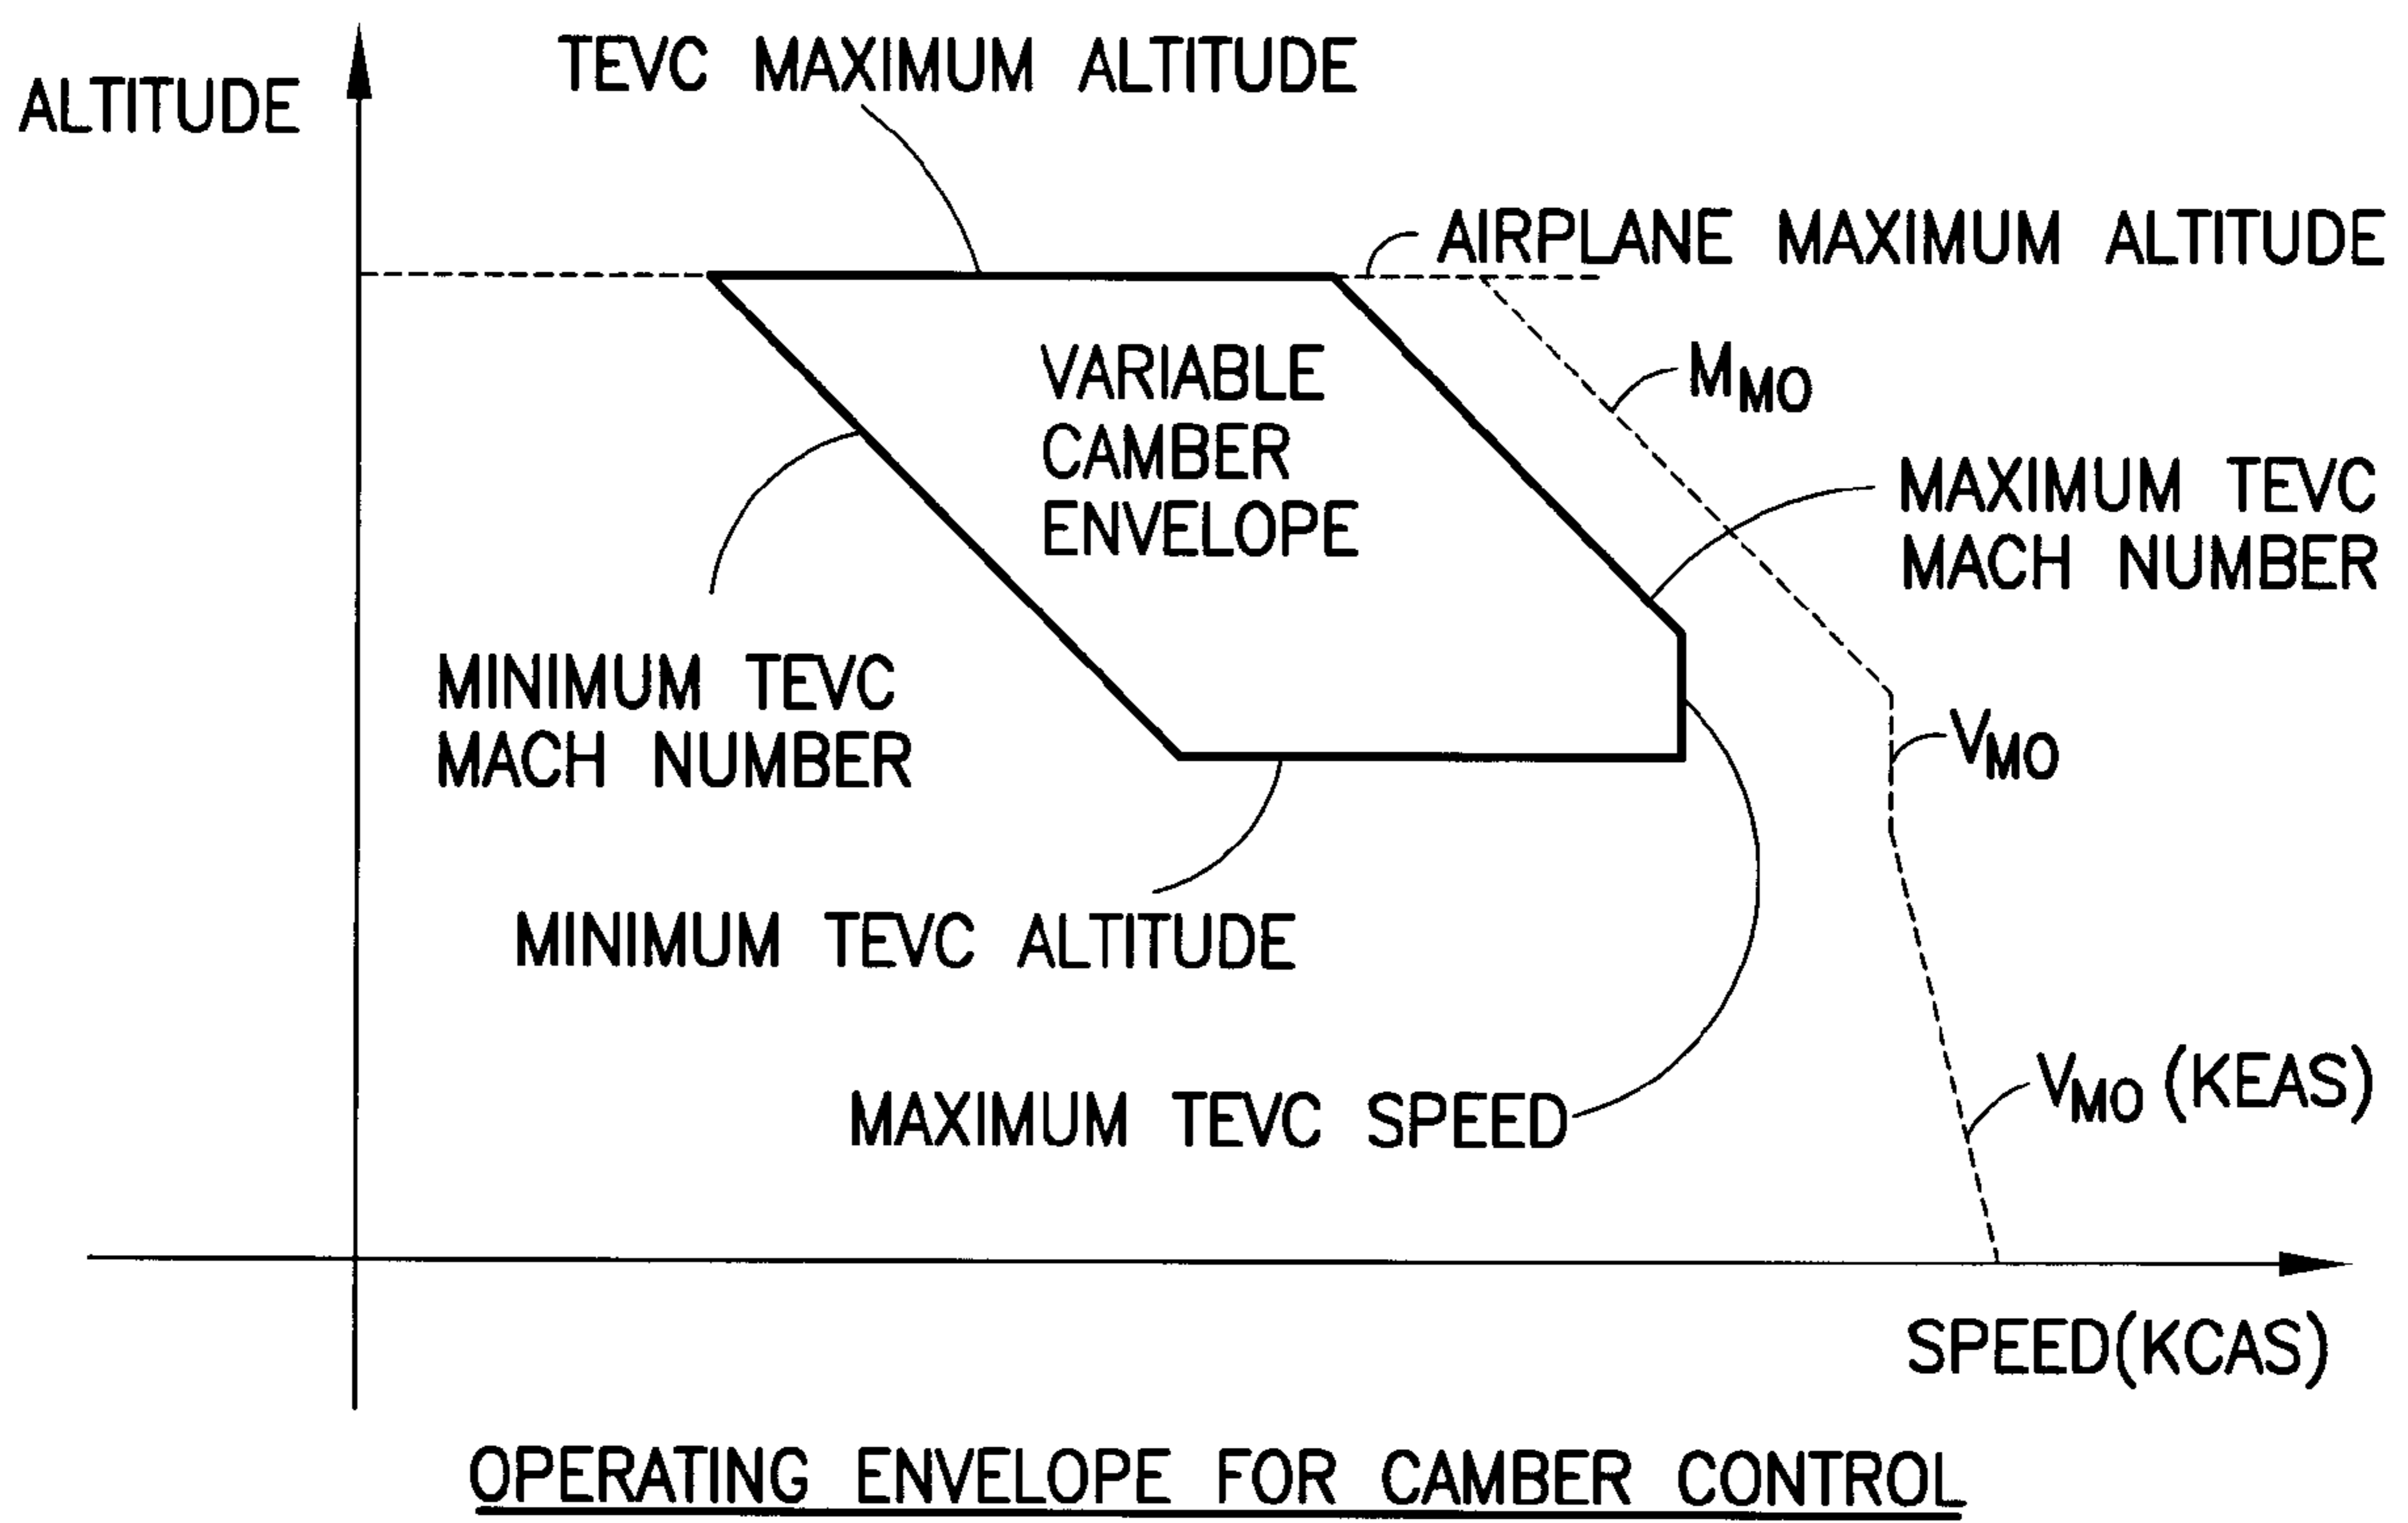 TEVC MAXIMUM ALTITUDE
ALTITUDE
AIRPLANE MAXIMUM ALTITUDE
VARIABLE
CAMBER
ENVELOPE
MMO
MAXIMUM TEVC
MACH NUMBER
MINIMUM TEVC
MACH NUMBER
VMO
MINIMUM TEVC ALTITUDE
MAXIMUM TEVC SPEED
VMO (KEAS)
SPEED(KCAS)
OPERATING ENVELOPE FOR CAMBER CONTROL